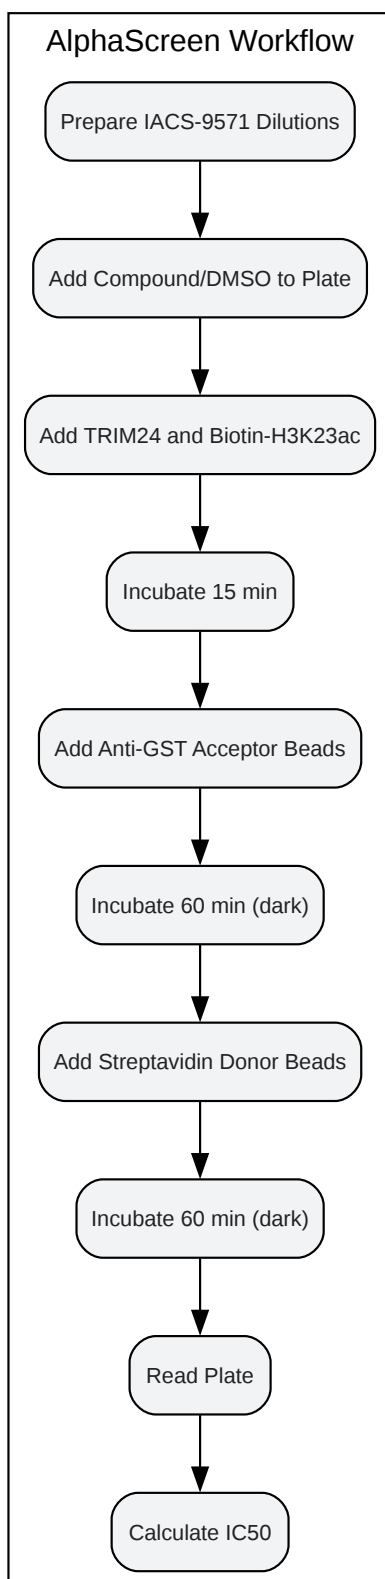 AlphaScreen Workflow
Prepare IACS-9571 Dilutions
Add Compound/DMSO to Plate
Add TRIM24 and Biotin-H3K23ac
Incubate 15 min
Add Anti-GST Acceptor Beads
Incubate 60 min (dark)
Add Streptavidin Donor Beads
Incubate 60 min (dark)
Read Plate
Calculate IC50